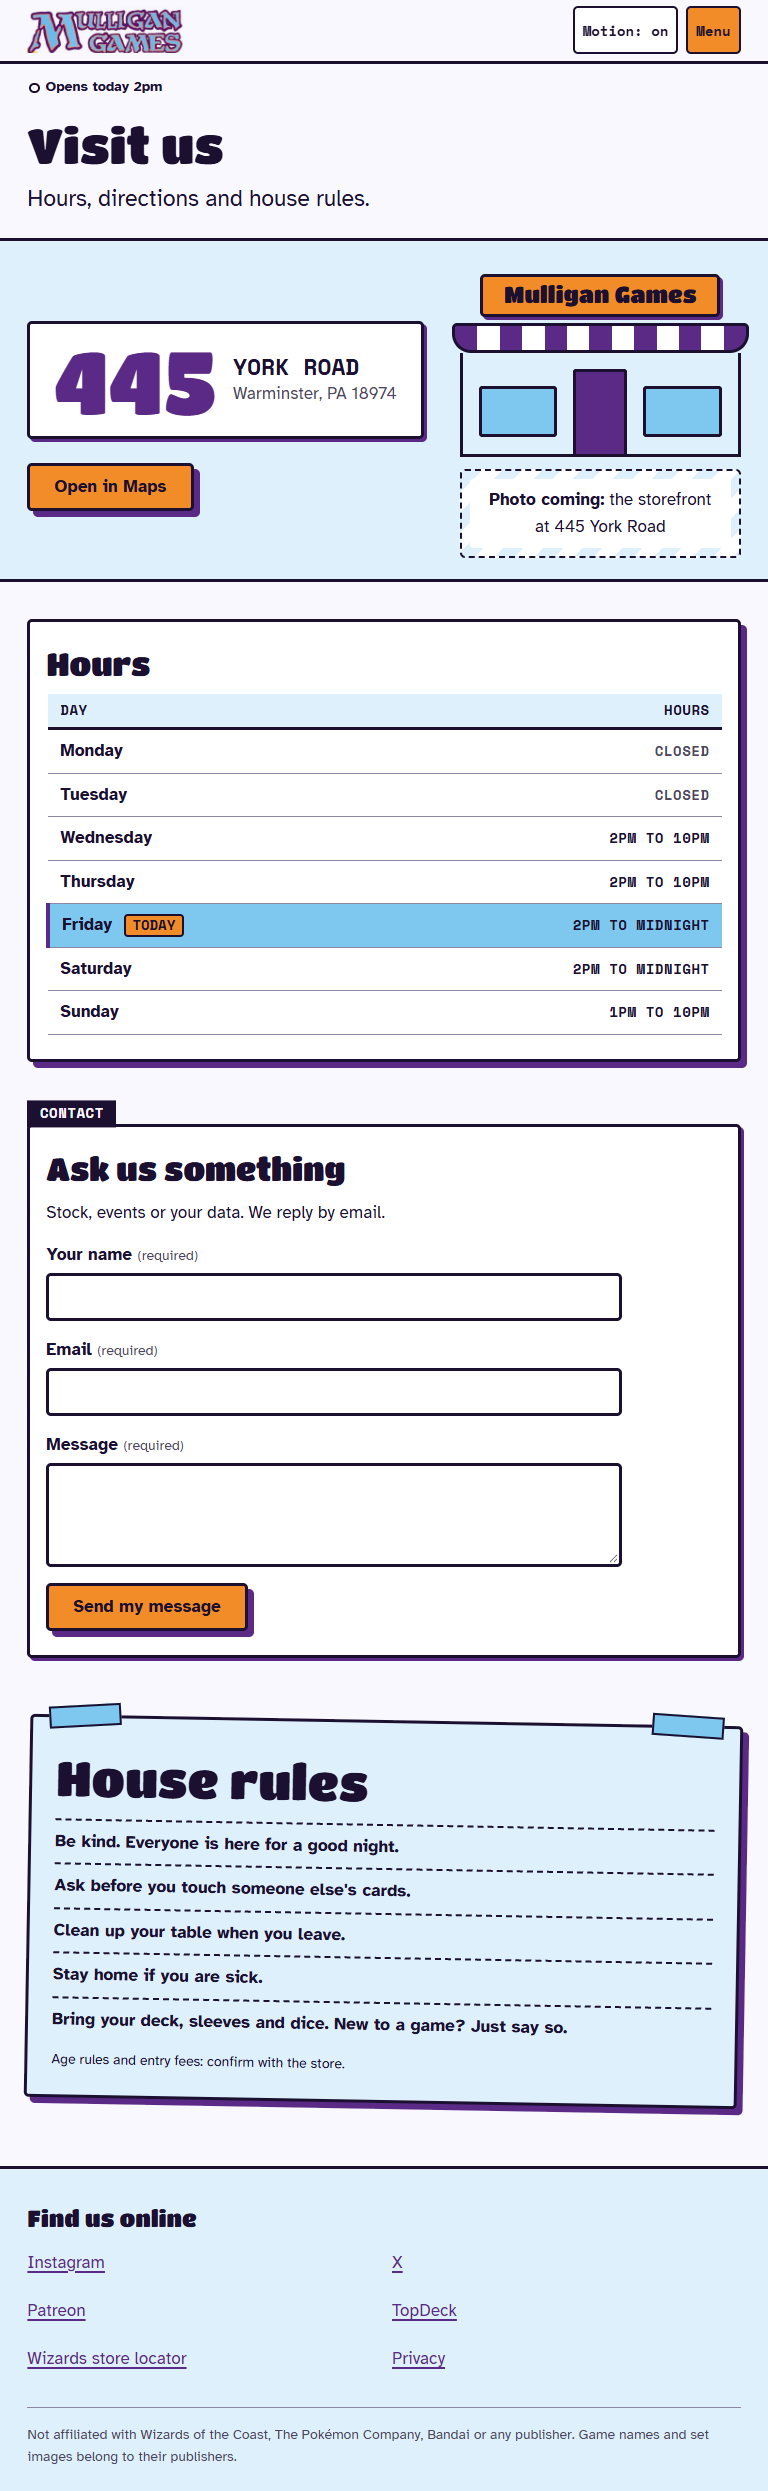 MULLIGAN
GAMES
Motion: on
Menu
Opens today 2pm
Visit us
Hours, directions and house rules.
Mulligan Games
445
YORK ROAD
Warminster, PA 18974
Open in Maps
Photo coming: the storefront
at 445 York Road
Hours
DAY HOURS
Monday CLOSED
Tuesday CLOSED
Wednesday 2PM TO 10PM
Thursday 2PM TO 10PM
Friday TODAY 2PM TO MIDNIGHT
Saturday 2PM TO MIDNIGHT
Sunday 1PM TO 10PM
CONTACT
Ask us something
Stock, events or your data. We reply by email.
Your name (required)
Email (required)
Message (required)
Send my message
House rules
Be kind. Everyone is here for a good night.
Ask before you touch someone else's cards.
Clean up your table when you leave.
Stay home if you are sick.
Bring your deck, sleeves and dice. New to a game? Just say so.
Age rules and entry fees: confirm with the store.
Find us online
Instagram X
Patreon TopDeck
Wizards store locator Privacy
Not affiliated with Wizards of the Coast, The Pokémon Company, Bandai or any publisher. Game names and set
images belong to their publishers.